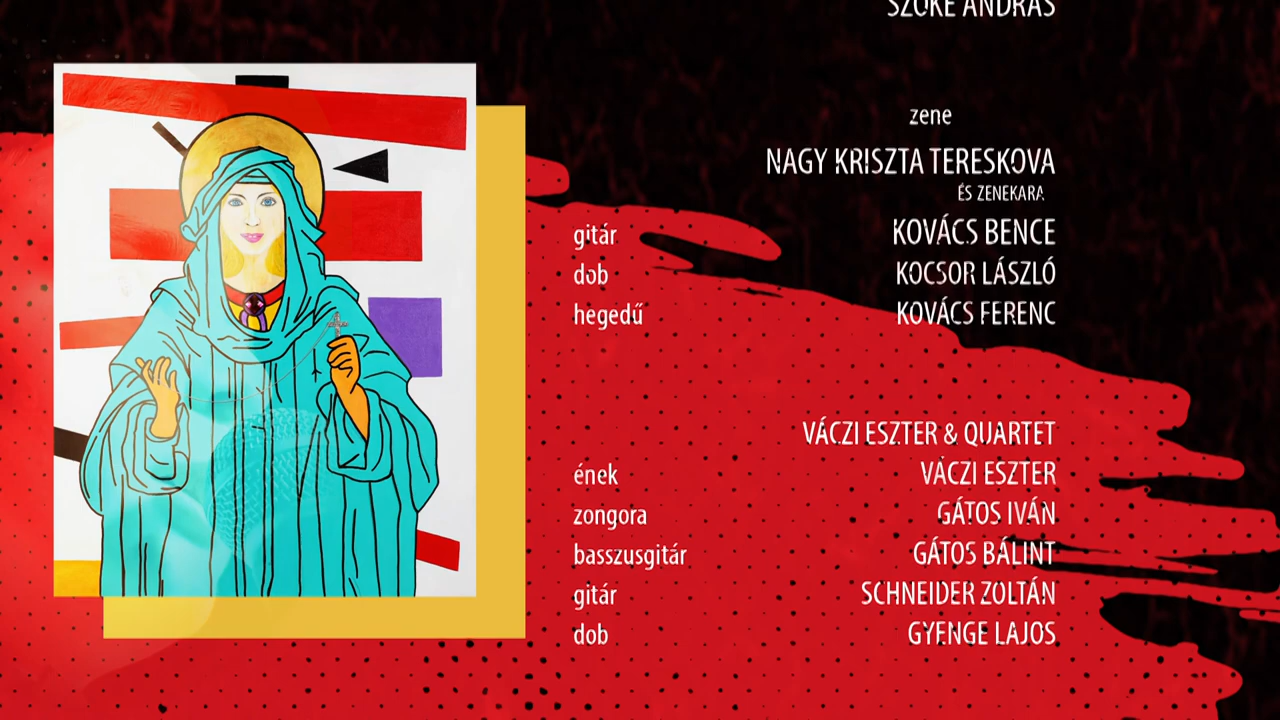 SZŐKE ANDRÁS
zene
NAGY KRISZTA TERESKOVA
ÉS ZENEKARA
gitár KOVÁCS BENCE
dob KOCSOR LÁSZLÓ
hegedű KOVÁCS FERENC
VÁCZI ESZTER & QUARTET
ének VÁCZI ESZTER
zongora GÁTOS IVÁN
basszusgitár GÁTOS BÁLINT
gitár SCHNEIDER ZOLTÁN
dob GYENGE LAJOS